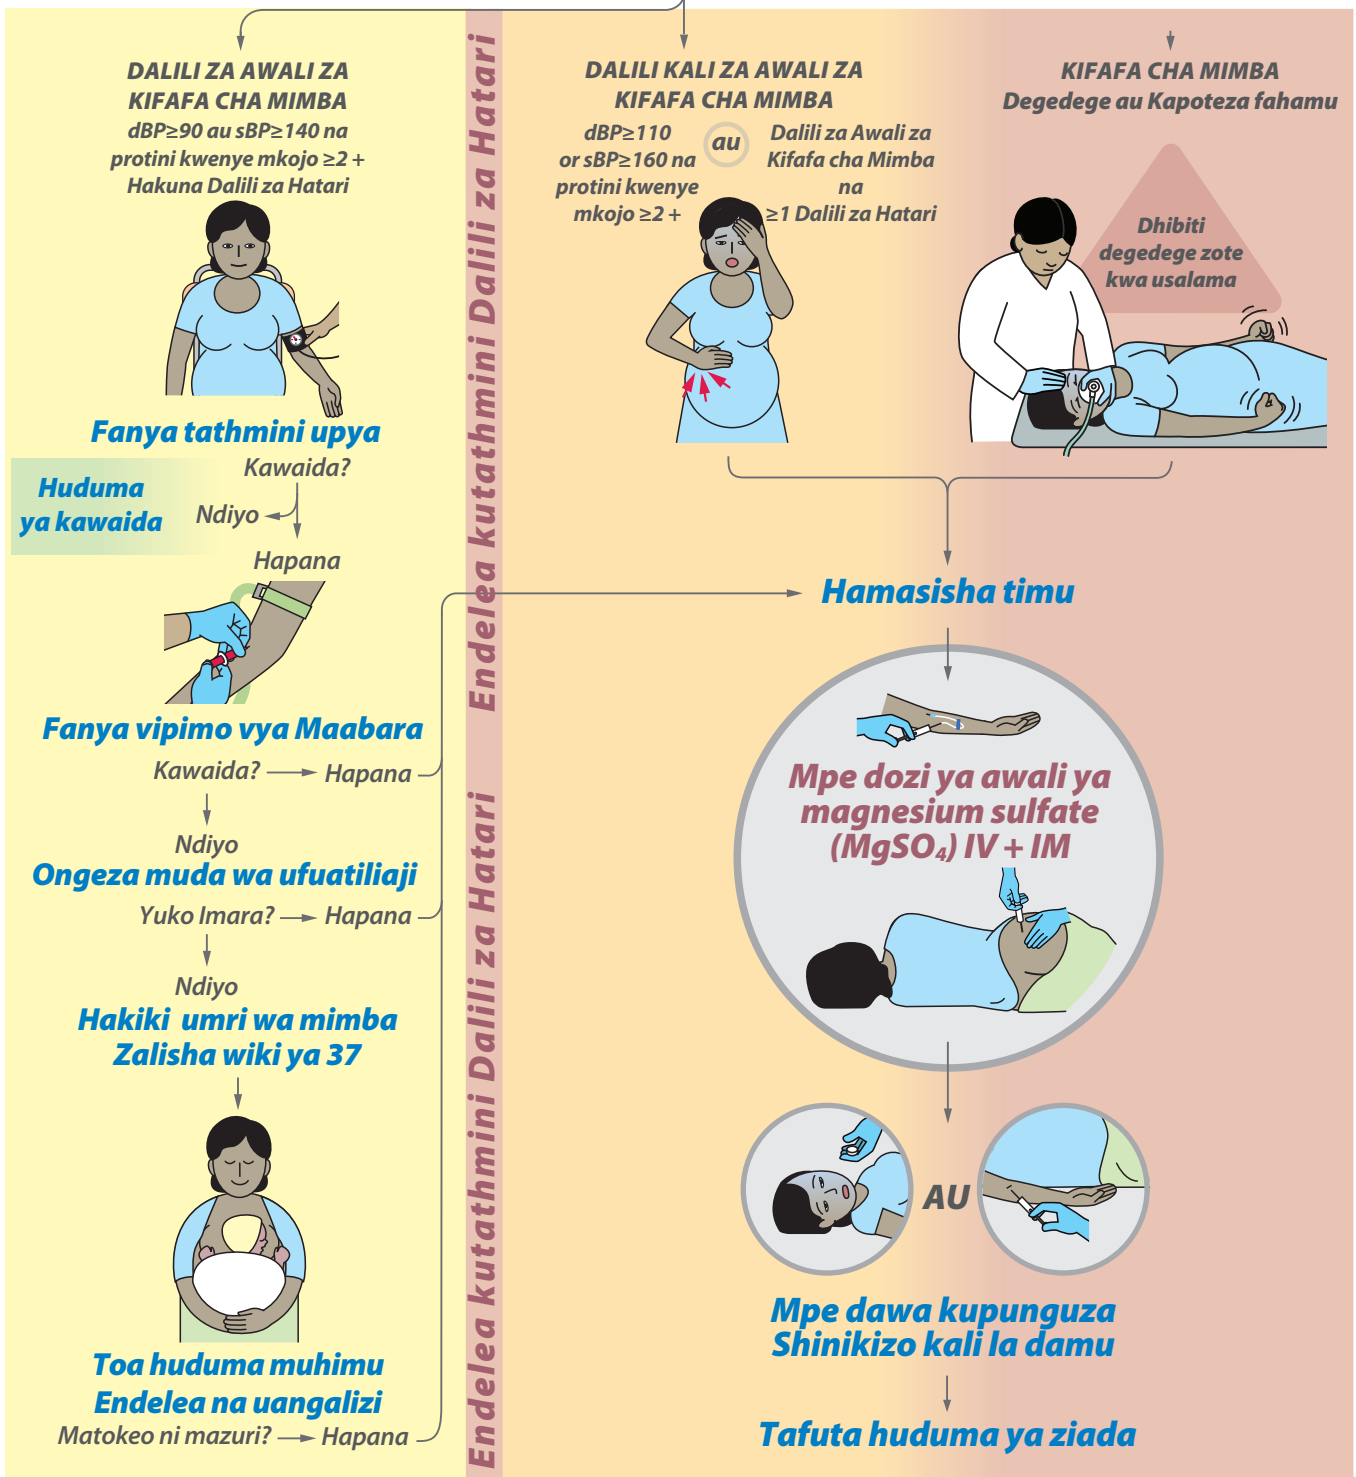 DALILI ZA AWALI ZA
KIFAFA CHA MIMBA
dBP≥90 au sBP≥140 na
protini kwenye mkojo ≥2 +
Hakuna Dalili za Hatari
Fanya tathmini upya
Kawaida?
Huduma
ya kawaida
Ndiyo
Hapana
Fanya vipimo vya Maabara
Kawaida?
Hapana
Ndiyo
Ongeza muda wa ufuatiliaji
Yuko Imara?
Hapana
Ndiyo
Hakiki umri wa mimba
Zalisha wiki ya 37
Toa huduma muhimu
Endelea na uangalizi
Matokeo ni mazuri?
Hapana
Endelea kutathmini Dalili za Hatari
Endelea kutathmini Dalili za Hatari
DALILI KALI ZA AWALI ZA
KIFAFA CHA MIMBA
dBP≥110
or sBP≥160 na
protini kwenye
mkojo ≥2 +
au
Dalili za Awali za
Kifafa cha Mimba
na
≥1 Dalili za Hatari
KIFAFA CHA MIMBA
Degedege au Kapoteza fahamu
Dhibiti
degedege zote
kwa usalama
Hamasisha timu
Mpe dozi ya awali ya
magnesium sulfate
(MgSO₄) IV + IM
AU
Mpe dawa kupunguza
Shinikizo kali la damu
Tafuta huduma ya ziada